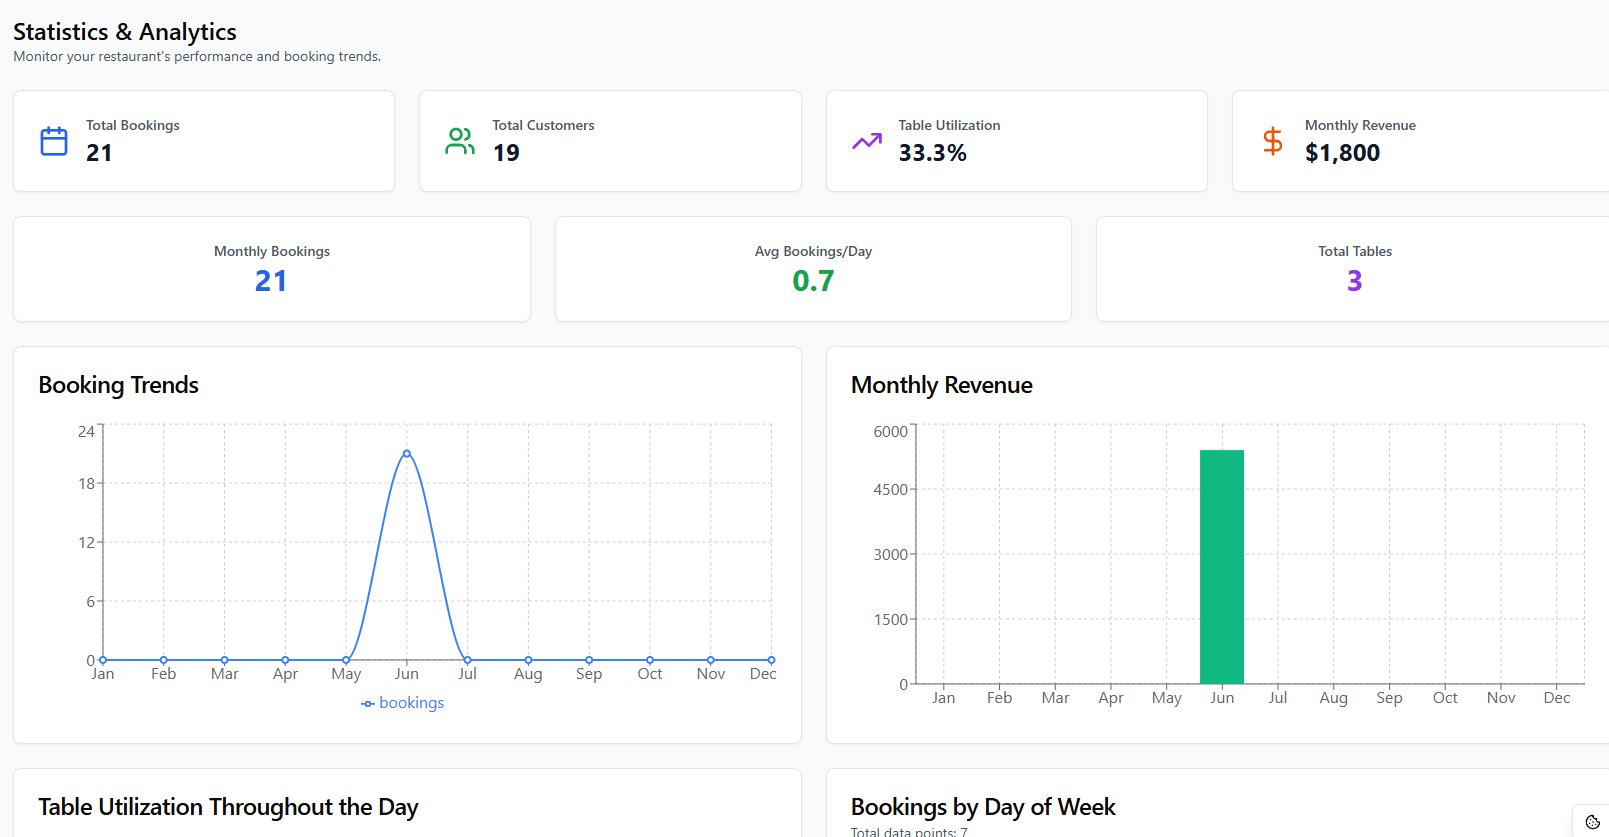 Statistics & Analytics
Monitor your restaurant's performance and booking trends.
Total Bookings
21
Total Customers
19
Table Utilization
33.3%
Monthly Revenue
$1,800
Monthly Bookings
21
Avg Bookings/Day
0.7
Total Tables
3
Booking Trends
24
18
12
6
0
Jan Feb Mar Apr May Jun Jul Aug Sep Oct Nov Dec
bookings
Monthly Revenue
6000
4500
3000
1500
0
Jan Feb Mar Apr May Jun Jul Aug Sep Oct Nov Dec
Table Utilization Throughout the Day
Bookings by Day of Week
Total data points: 7